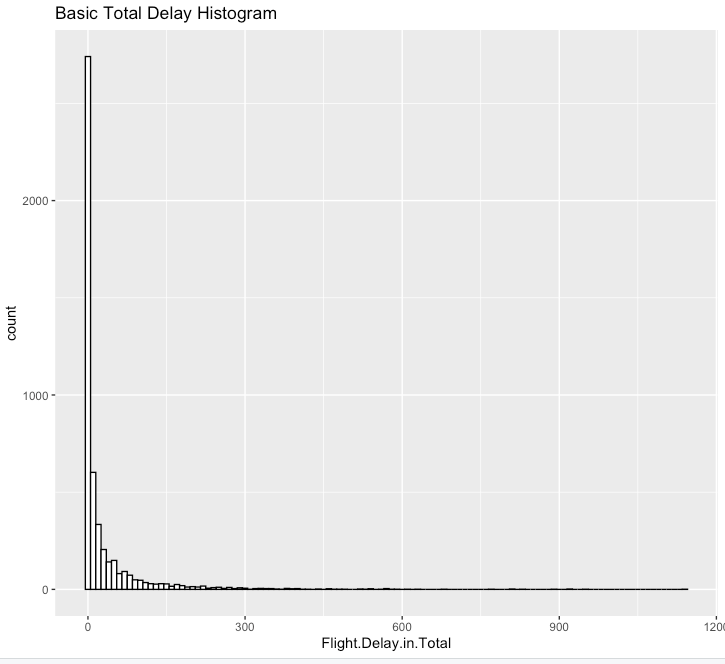 Basic Total Delay Histogram
2000
1000
0
count
0 300 600 900 1200
Flight.Delay.in.Total